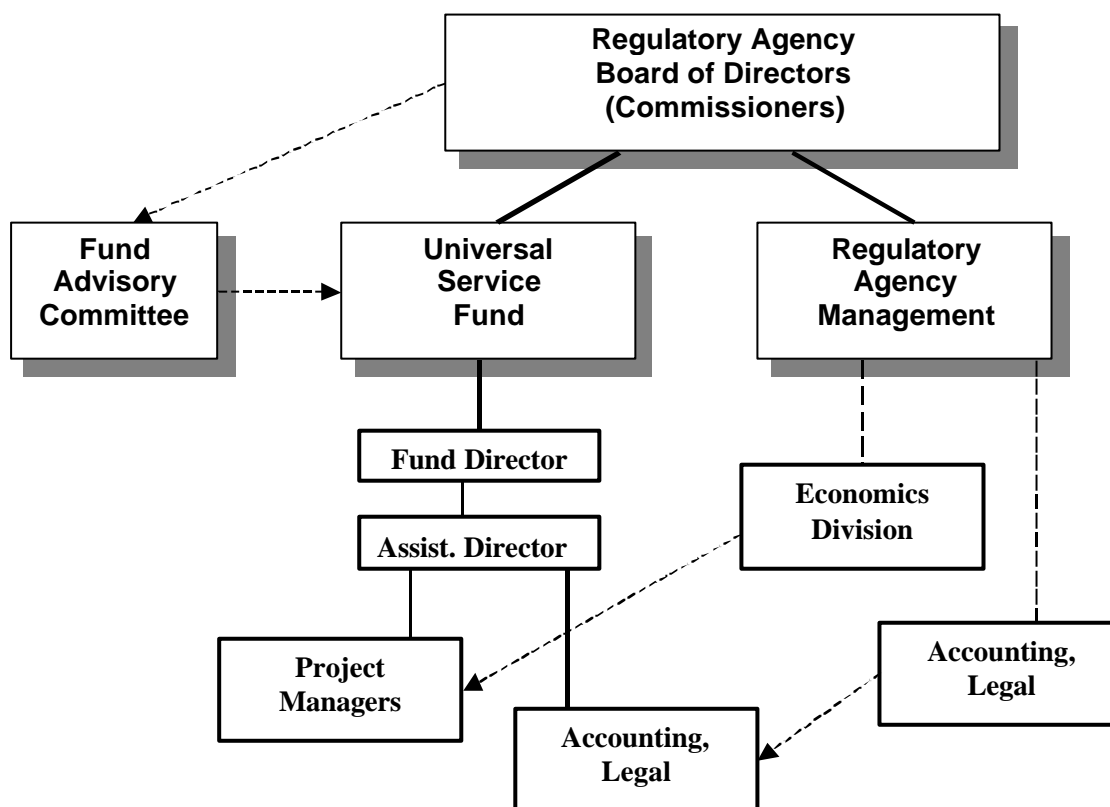 Regulatory Agency
Board of Directors
(Commissioners)
Fund
Advisory
Committee
Universal
Service
Fund
Regulatory
Agency
Management
Fund Director
Economics
Division
Assist. Director
Project
Managers
Accounting,
Legal
Accounting,
Legal